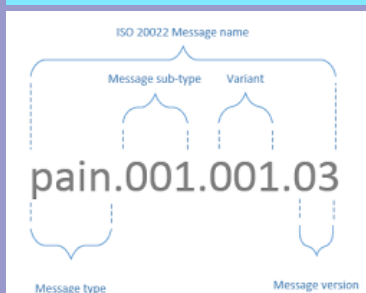 ISO 20022 Message name
Message sub-type Variant
pain.001.001.03
Message type Message version